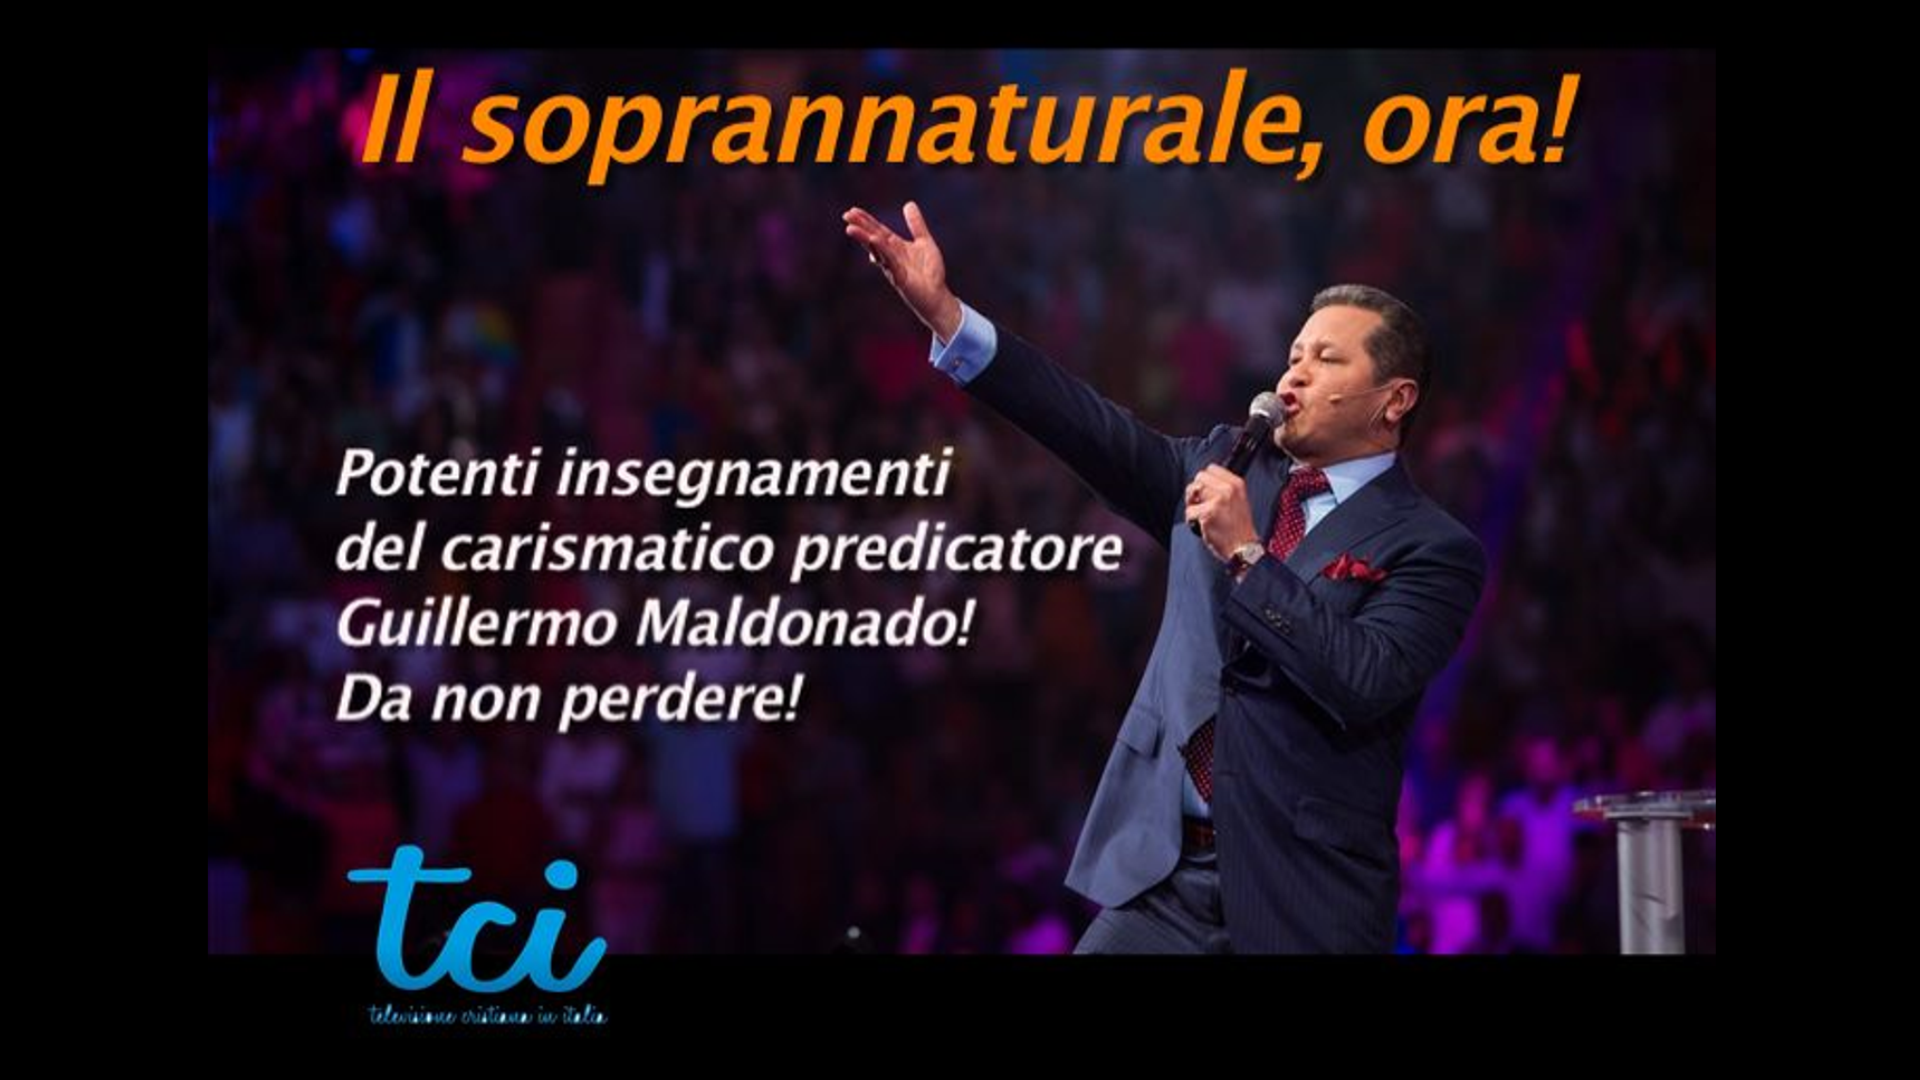 Il soprannaturale, ora!
Potenti insegnamenti
del carismatico predicatore
Guillermo Maldonado!
Da non perdere!
tci
televisione cristiana in italia